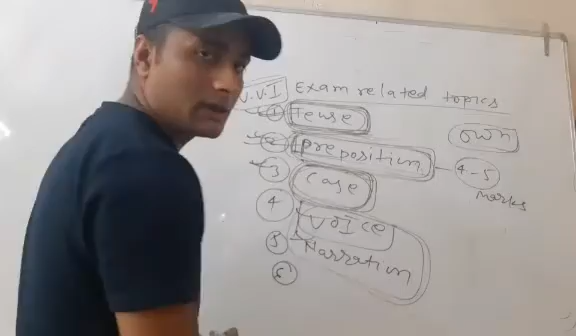 V.V.I Exam related topics
① Tense
own
② preposition — 4-5 marks
③ Case
④ Voice
⑤ Narration
⑥